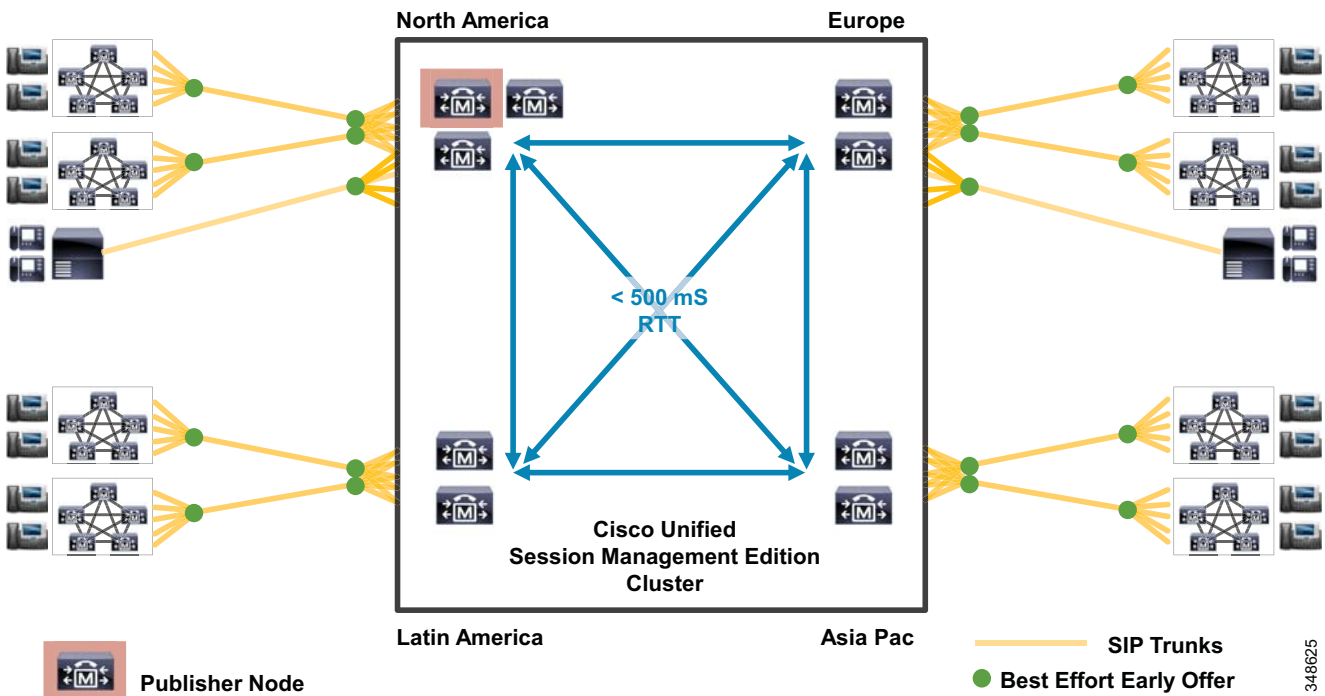 North America
Europe
< 500 mS
RTT
Cisco Unified
Session Management Edition
Cluster
Latin America
Asia Pac
Publisher Node
SIP Trunks
Best Effort Early Offer
348625